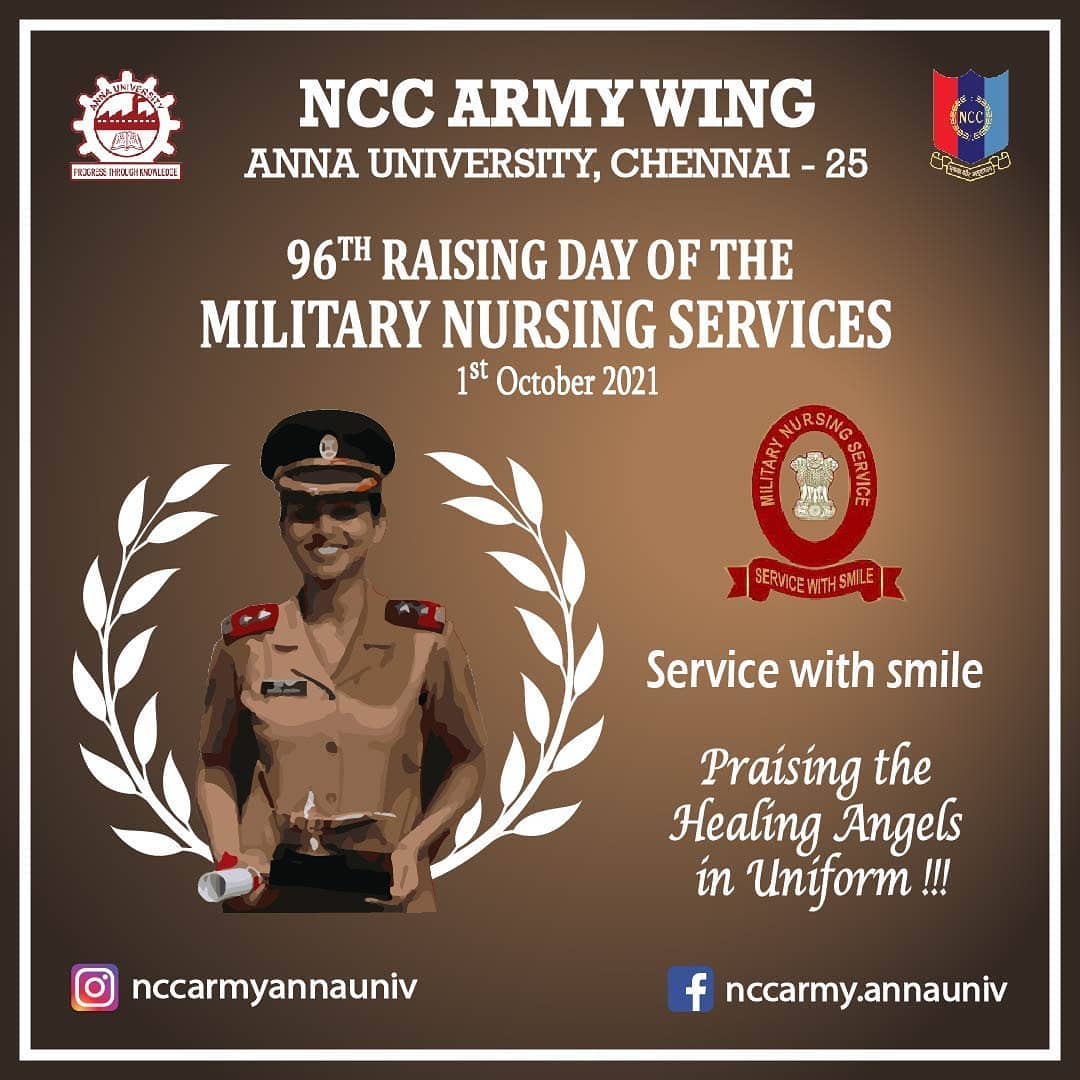 ANNA UNIVERSITY
PROGRESS THROUGH KNOWLEDGE
NCC ARMY WING
ANNA UNIVERSITY, CHENNAI - 25
NCC
96TH RAISING DAY OF THE
MILITARY NURSING SERVICES
1st October 2021
MILITARY NURSING SERVICE
SERVICE WITH SMILE
Service with smile
Praising the
Healing Angels
in Uniform !!!
nccarmyannauniv
nccarmy.annauniv